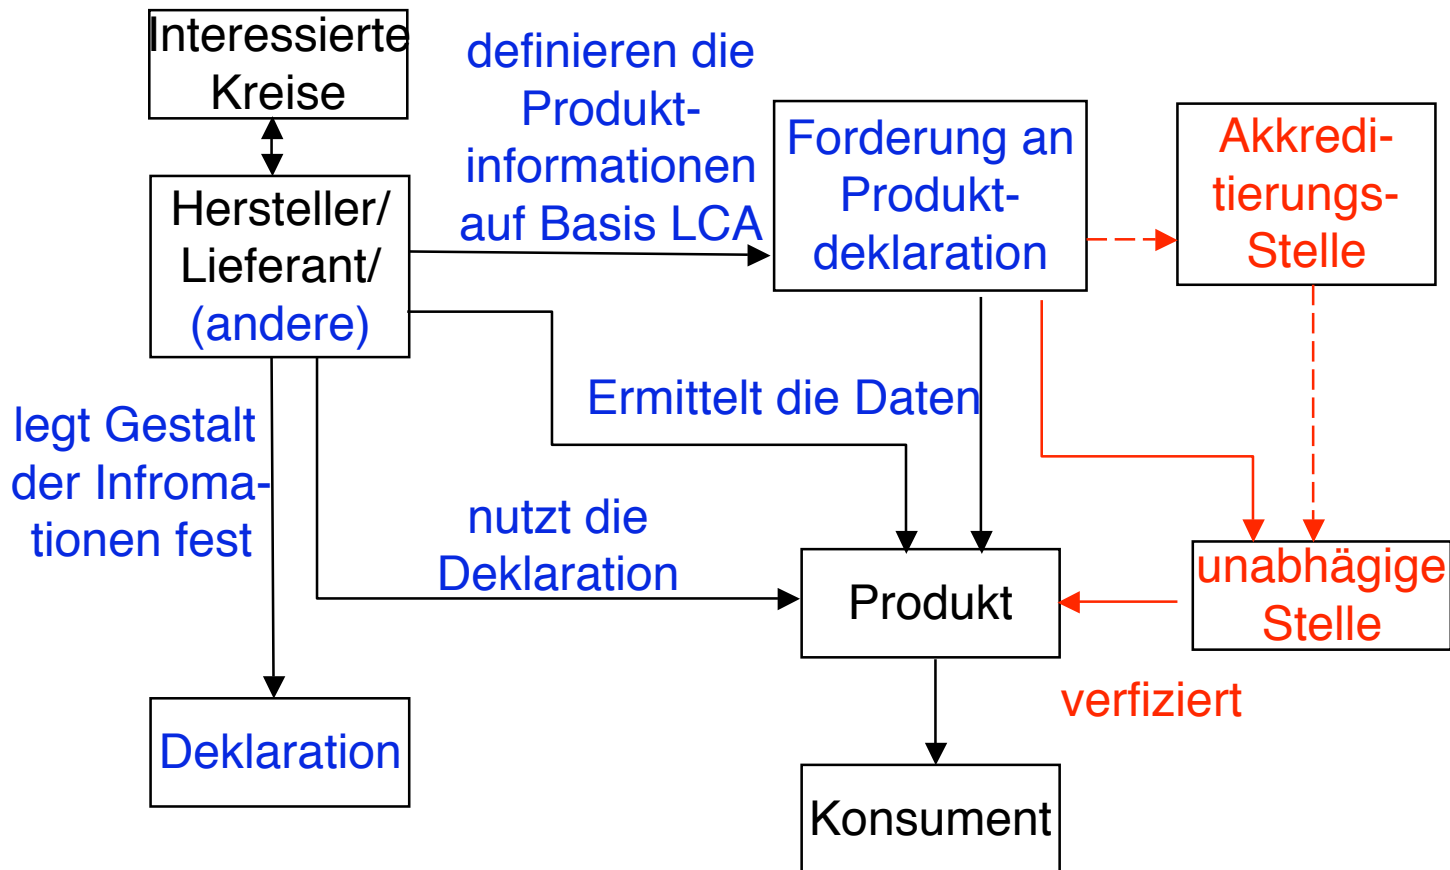 Interessierte
Kreise
definieren die
Produkt-
informationen
auf Basis LCA
Forderung an
Produkt-
deklaration
Akkredi-
tierungs-
Stelle
Hersteller/
Lieferant/
(andere)
Ermittelt die Daten
legt Gestalt
der Infroma-
tionen fest
nutzt die
Deklaration
Produkt
unabhägige
Stelle
verfiziert
Deklaration
Konsument